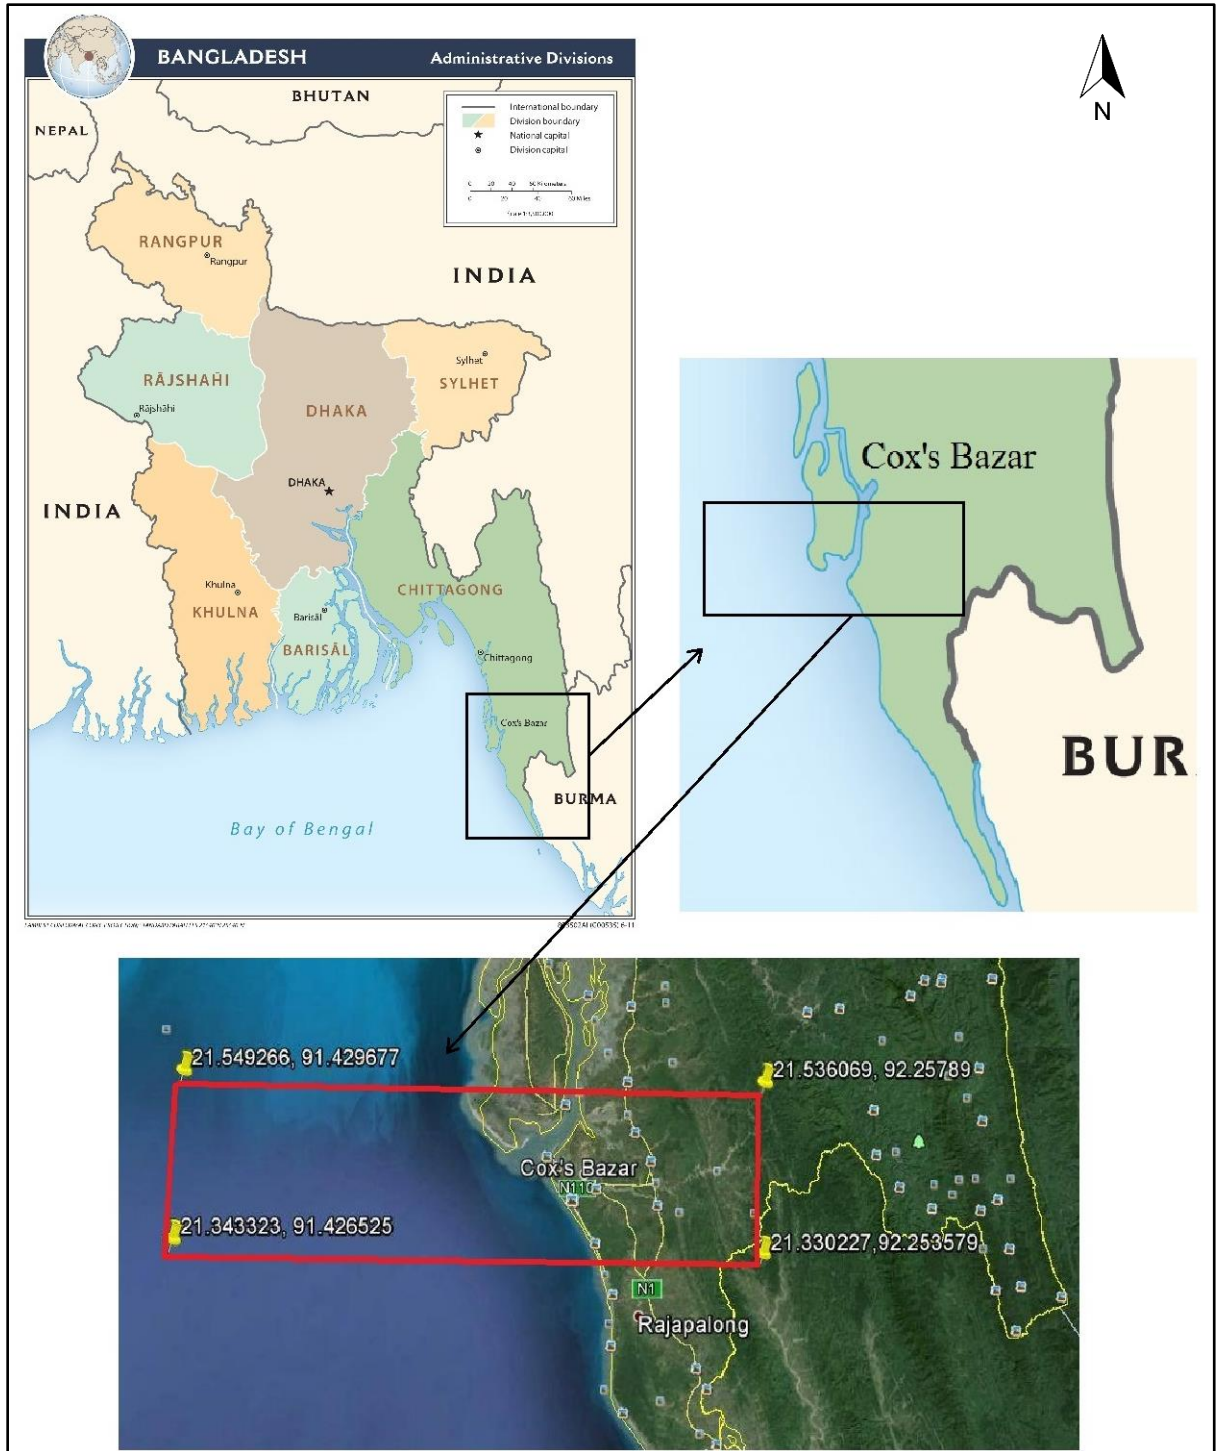 BANGLADESH Administrative Divisions
N
BHUTAN
NEPAL
International boundary
Division boundary
National capital
Division capital
RANGPUR
Rangpur
INDIA
RĀJSHAHI
Rājshāhi
Sylhet
SYLHET
DHAKA
DHAKA
INDIA
Khulna
KHULNA
Barisāl
BARISĀL
CHITTAGONG
Chittagong
Cox's Bazar
BURMA
Bay of Bengal
Cox's Bazar
BUR
21.549266, 91.429677
21.536069, 92.25789
Cox's Bazar
N110
21.343323, 91.426525
21.330227,92.253579
N1
Rajapalong